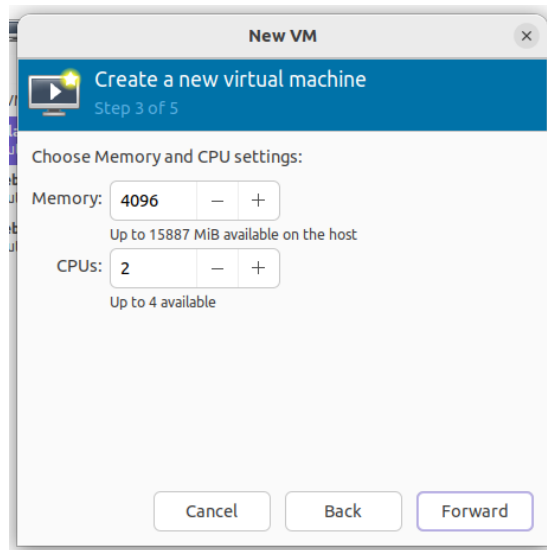 New VM
Create a new virtual machine
Step 3 of 5
Choose Memory and CPU settings:
Memory: 4096 − +
Up to 15887 MiB available on the host
CPUs: 2 − +
Up to 4 available
Cancel Back Forward